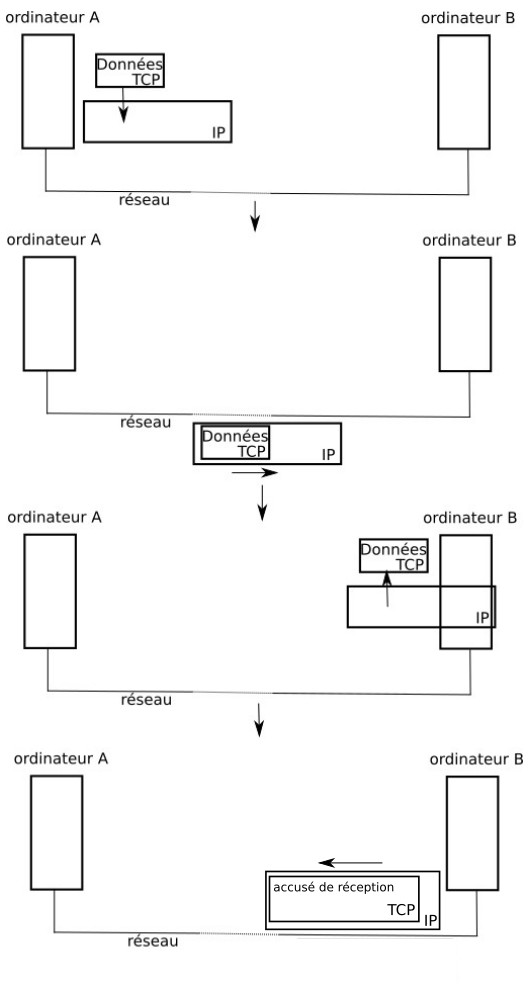 ordinateur A
ordinateur B
Données
TCP
IP
réseau
ordinateur A
ordinateur B
réseau
Données
TCP
IP
ordinateur A
ordinateur B
Données
TCP
IP
réseau
ordinateur A
ordinateur B
accusé de réception
TCP
IP
réseau